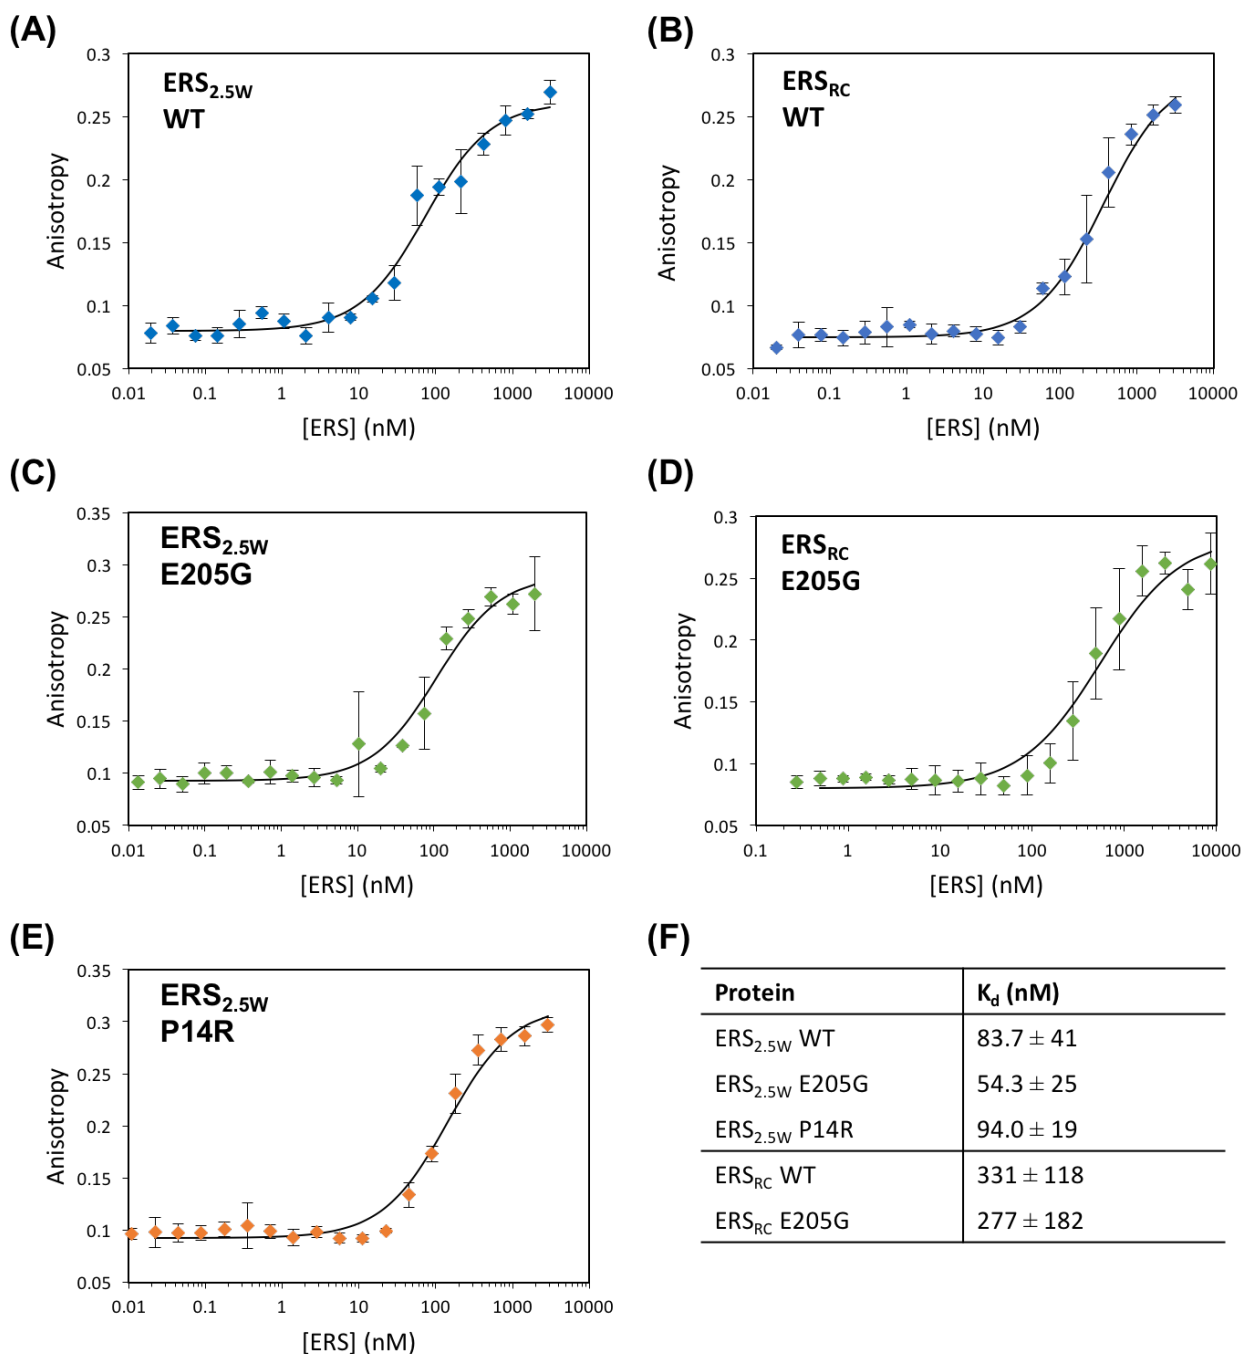 (A)
ERS2.5W
WT
0.3
0.25
0.2
0.15
0.1
0.05
Anisotropy
0.01 0.1 1 10 100 1000 10000
[ERS] (nM)
(B)
ERSRC
WT
0.3
0.25
0.2
0.15
0.1
0.05
Anisotropy
0.01 0.1 1 10 100 1000 10000
[ERS] (nM)
(C)
ERS2.5W
E205G
0.35
0.3
0.25
0.2
0.15
0.1
0.05
Anisotropy
0.01 0.1 1 10 100 1000 10000
[ERS] (nM)
(D)
ERSRC
E205G
0.3
0.25
0.2
0.15
0.1
0.05
Anisotropy
0.1 1 10 100 1000 10000
[ERS] (nM)
(E)
ERS2.5W
P14R
0.35
0.3
0.25
0.2
0.15
0.1
0.05
Anisotropy
0.01 0.1 1 10 100 1000 10000
[ERS] (nM)
(F)
Protein Kd (nM)
ERS2.5W WT 83.7 ± 41
ERS2.5W E205G 54.3 ± 25
ERS2.5W P14R 94.0 ± 19
ERSRC WT 331 ± 118
ERSRC E205G 277 ± 182